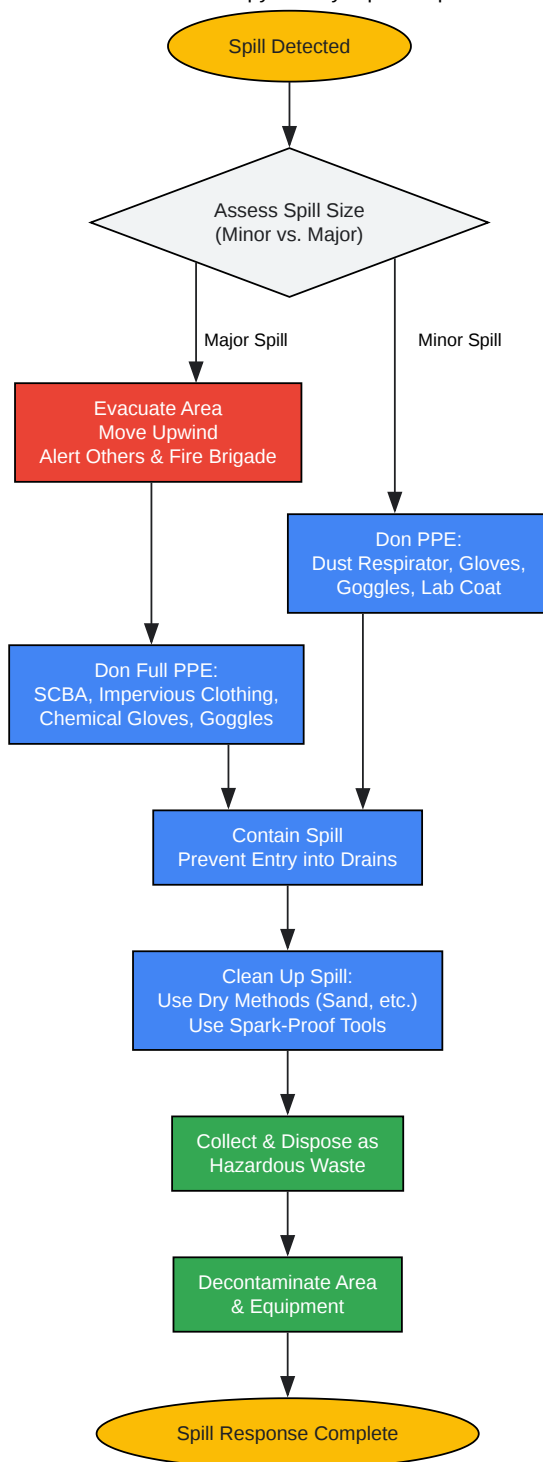 Spill Detected
Assess Spill Size
(Minor vs. Major)
Major Spill
Minor Spill
Evacuate Area
Move Upwind
Alert Others & Fire Brigade
Don PPE:
Dust Respirator, Gloves,
Goggles, Lab Coat
Don Full PPE:
SCBA, Impervious Clothing,
Chemical Gloves, Goggles
Contain Spill
Prevent Entry into Drains
Clean Up Spill:
Use Dry Methods (Sand, etc.)
Use Spark-Proof Tools
Collect & Dispose as
Hazardous Waste
Decontaminate Area
& Equipment
Spill Response Complete